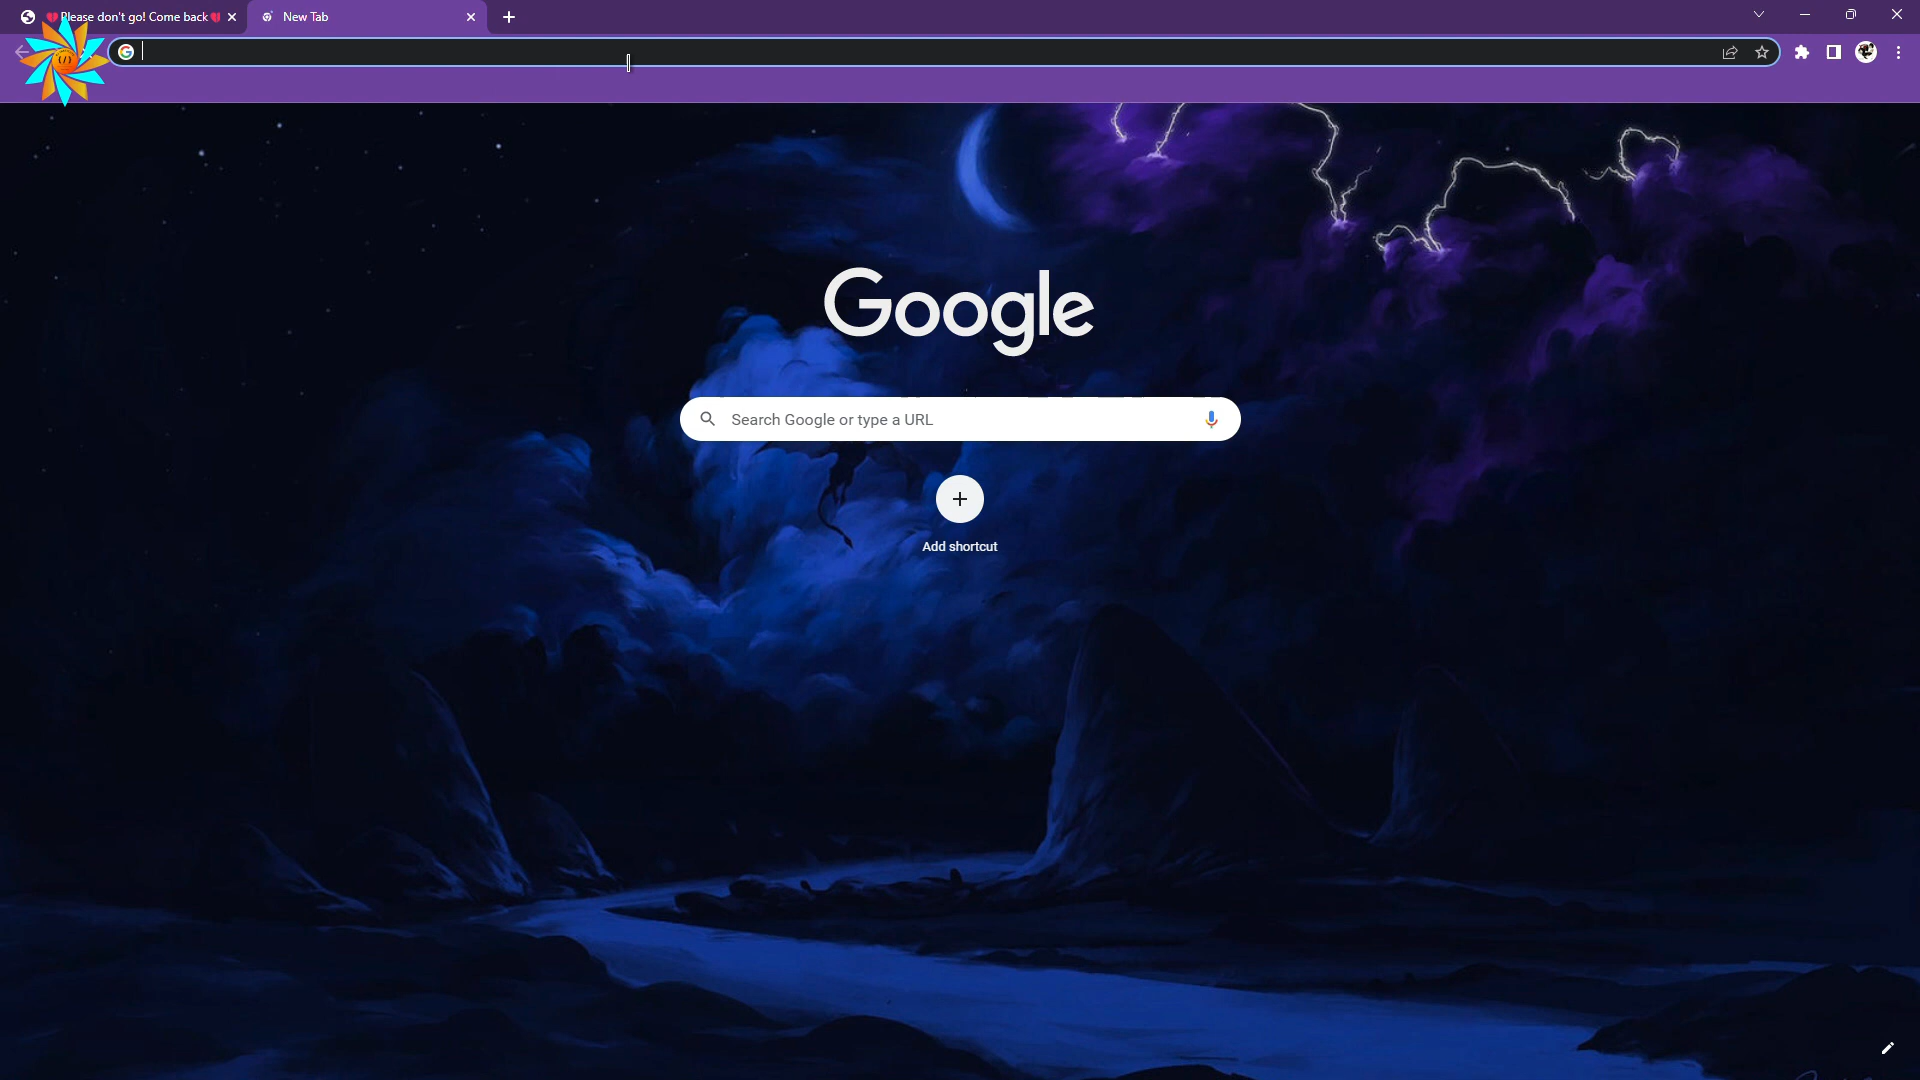 💔Please don't go! Come back💔
New Tab
Google
Search Google or type a URL
Add shortcut